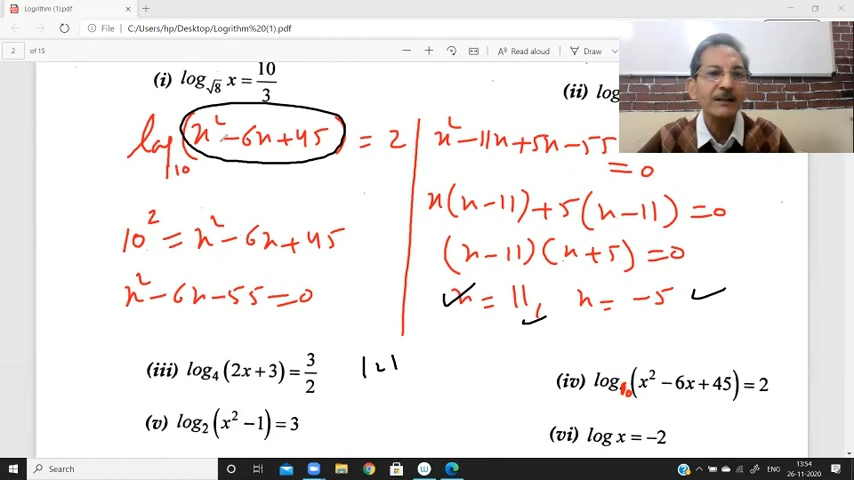 Logrithm (1).pdf
File C:/Users/hp/Desktop/Logrithm%20(1).pdf
2 of 15
Read aloud Draw
(i) log√8 x = 10/3
(ii) log
log10 (x² − 6x + 45) = 2
10² = x² − 6x + 45
x² − 6x − 55 = 0
x² − 11x + 5x − 55 = 0
x(x − 11) + 5(x − 11) = 0
(x − 11)(x + 5) = 0
x = 11, x = −5
(iii) log₄ (2x + 3) = 3/2
121
(iv) log10 (x² − 6x + 45) = 2
(v) log₂ (x² − 1) = 3
(vi) log x = −2
Search
ENG
13:54
26-11-2020